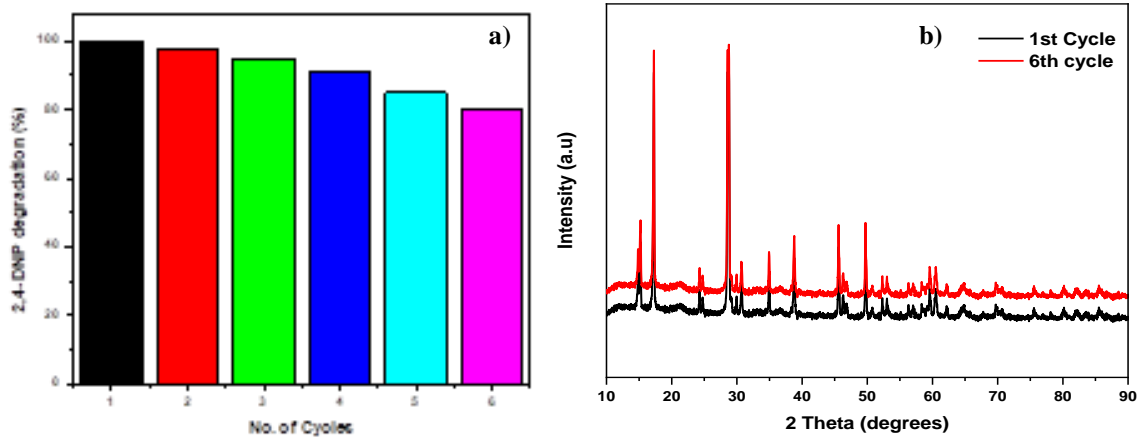 a)
2,4-DNP degradation (%)
100
80
60
40
20
0
1 2 3 4 5 6
No. of Cycles
b)
1st Cycle
6th cycle
Intensity (a.u)
10 20 30 40 50 60 70 80 90
2 Theta (degrees)